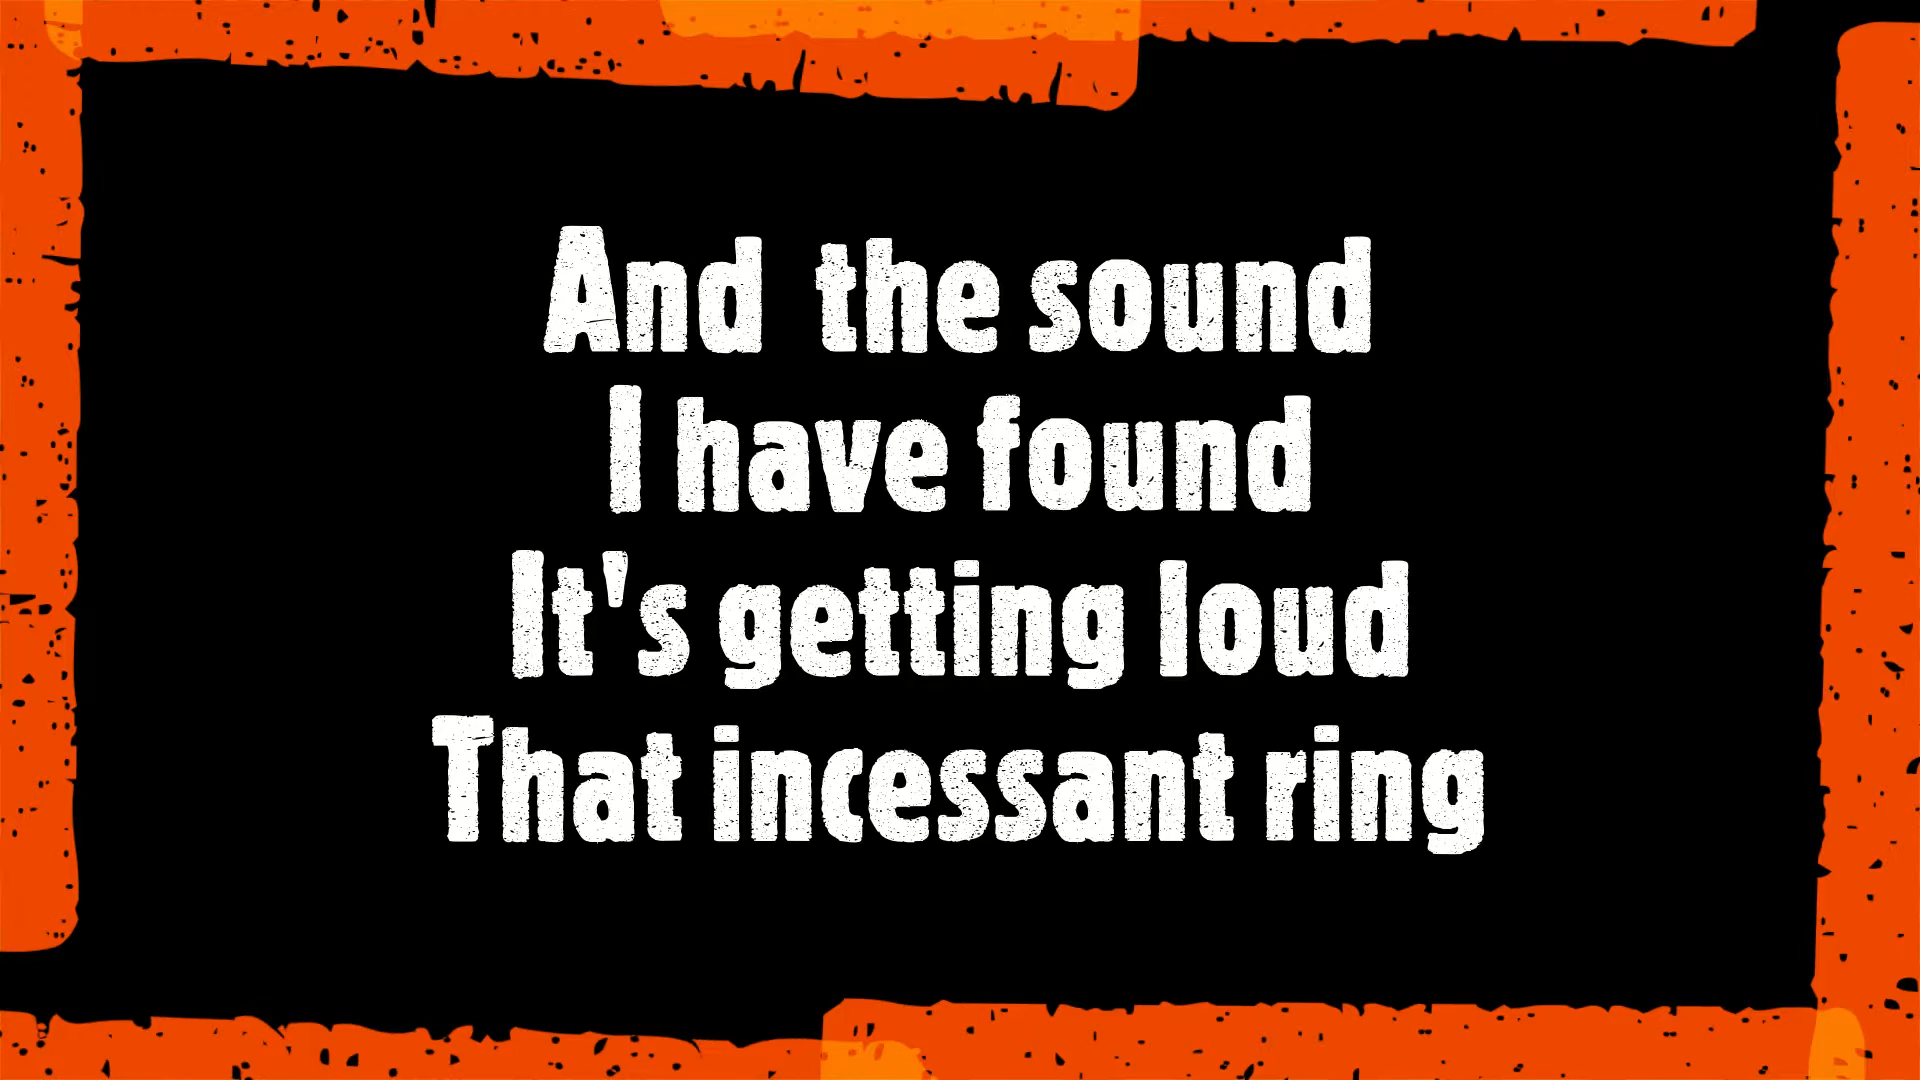 And the sound
I have found
It's getting loud
That incessant ring